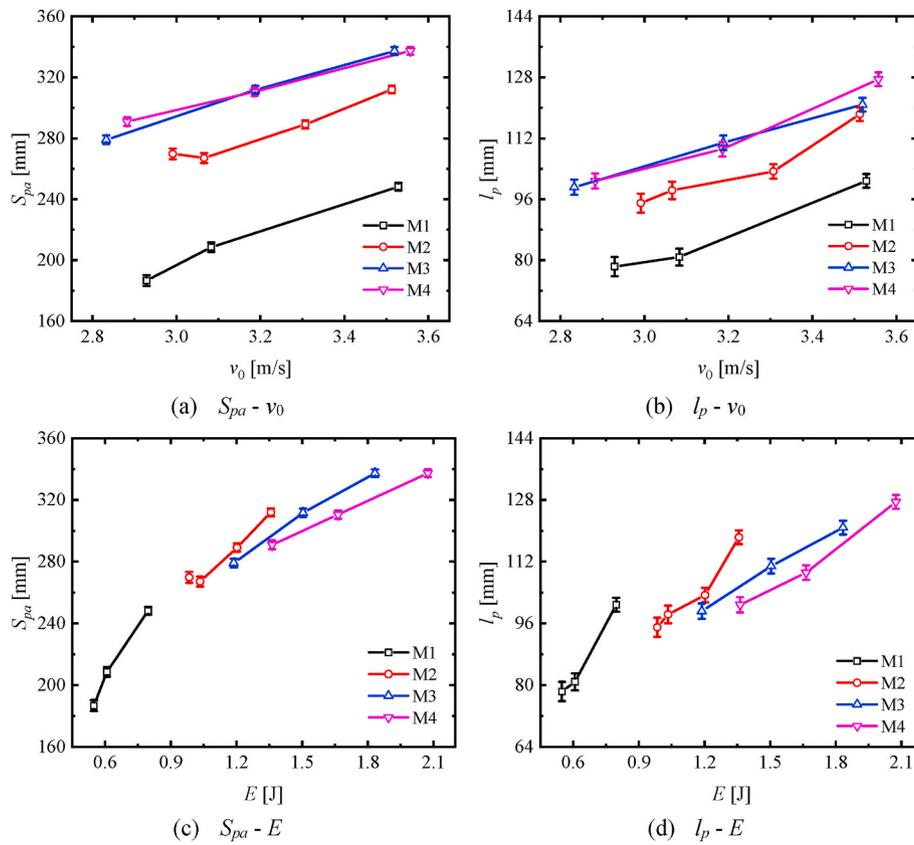 360
320
280
240
200
160
S_pa [mm]
M1
M2
M3
M4
2.8 3.0 3.2 3.4 3.6
v_0 [m/s]
(a) S_pa - v_0
144
128
112
96
80
64
l_p [mm]
M1
M2
M3
M4
2.8 3.0 3.2 3.4 3.6
v_0 [m/s]
(b) l_p - v_0
360
320
280
240
200
160
S_pa [mm]
M1
M2
M3
M4
0.6 0.9 1.2 1.5 1.8 2.1
E [J]
(c) S_pa - E
144
128
112
96
80
64
l_p [mm]
M1
M2
M3
M4
0.6 0.9 1.2 1.5 1.8 2.1
E [J]
(d) l_p - E